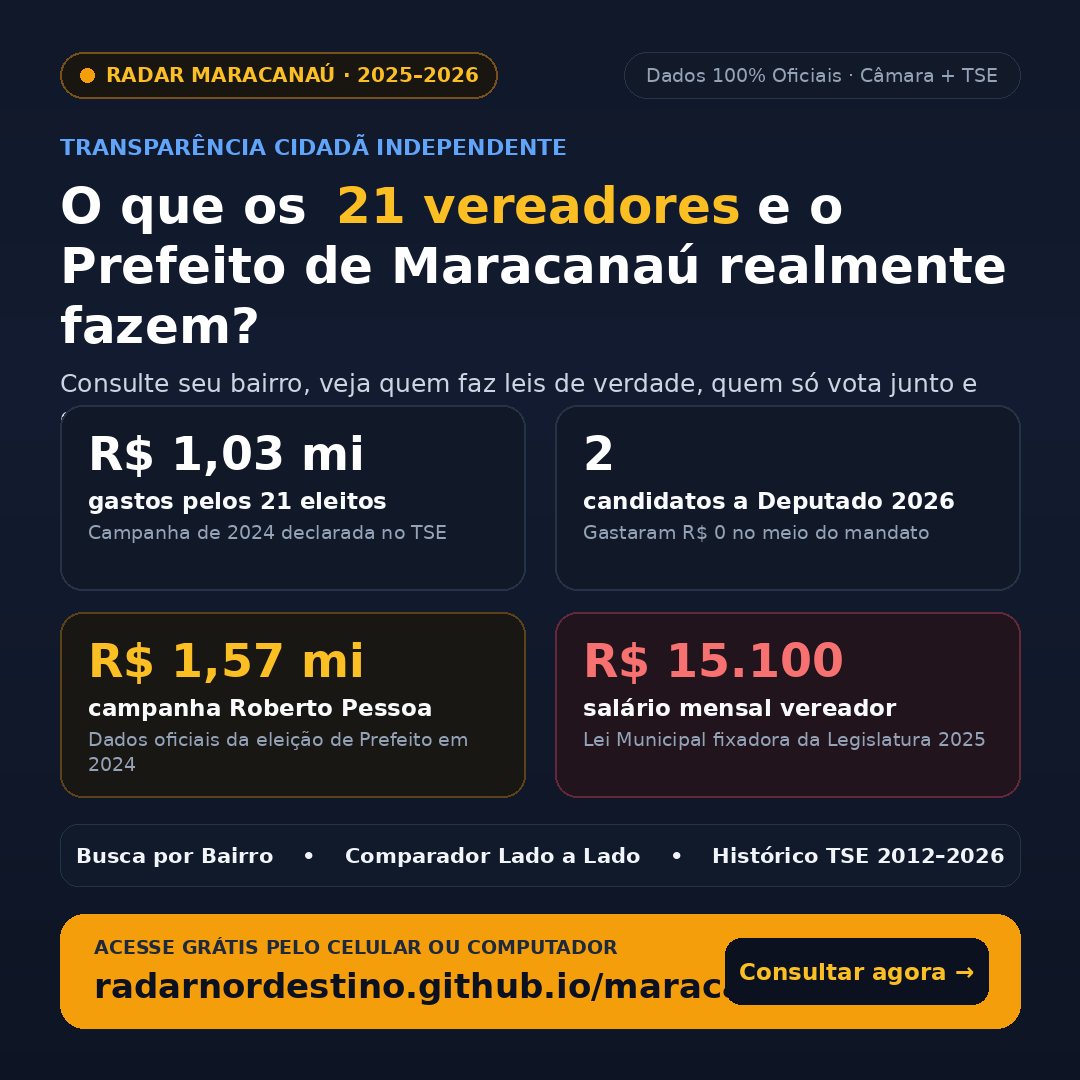 RADAR MARACANAÚ · 2025–2026
Dados 100% Oficiais · Câmara + TSE
TRANSPARÊNCIA CIDADÃ INDEPENDENTE
O que os 21 vereadores e o
Prefeito de Maracanaú realmente
fazem?
Consulte seu bairro, veja quem faz leis de verdade, quem só vota junto e
R$ 1,03 mi
gastos pelos 21 eleitos
Campanha de 2024 declarada no TSE
2
candidatos a Deputado 2026
Gastaram R$ 0 no meio do mandato
R$ 1,57 mi
campanha Roberto Pessoa
Dados oficiais da eleição de Prefeito em
2024
R$ 15.100
salário mensal vereador
Lei Municipal fixadora da Legislatura 2025
Busca por Bairro • Comparador Lado a Lado • Histórico TSE 2012–2026
ACESSE GRÁTIS PELO CELULAR OU COMPUTADOR
radarnordestino.github.io/maraca
Consultar agora →